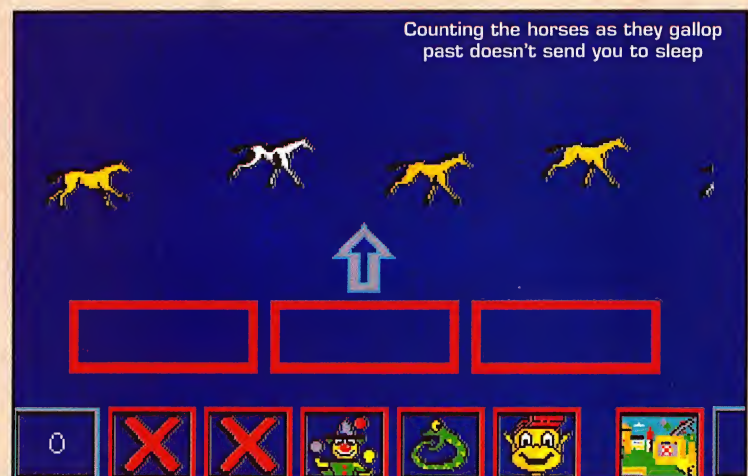 Counting the horses as they gallop
past doesn't send you to sleep
0